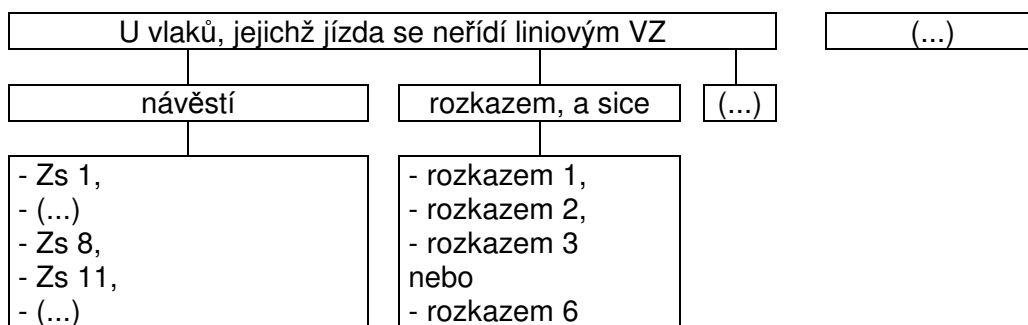 U vlaků, jejichž jízda se neřídí liniovým VZ
(...)
návěstí
rozkazem, a sice
(...)
- Zs 1,
- (...)
- Zs 8,
- Zs 11,
- (...)
- rozkazem 1,
- rozkazem 2,
- rozkazem 3
nebo
- rozkazem 6